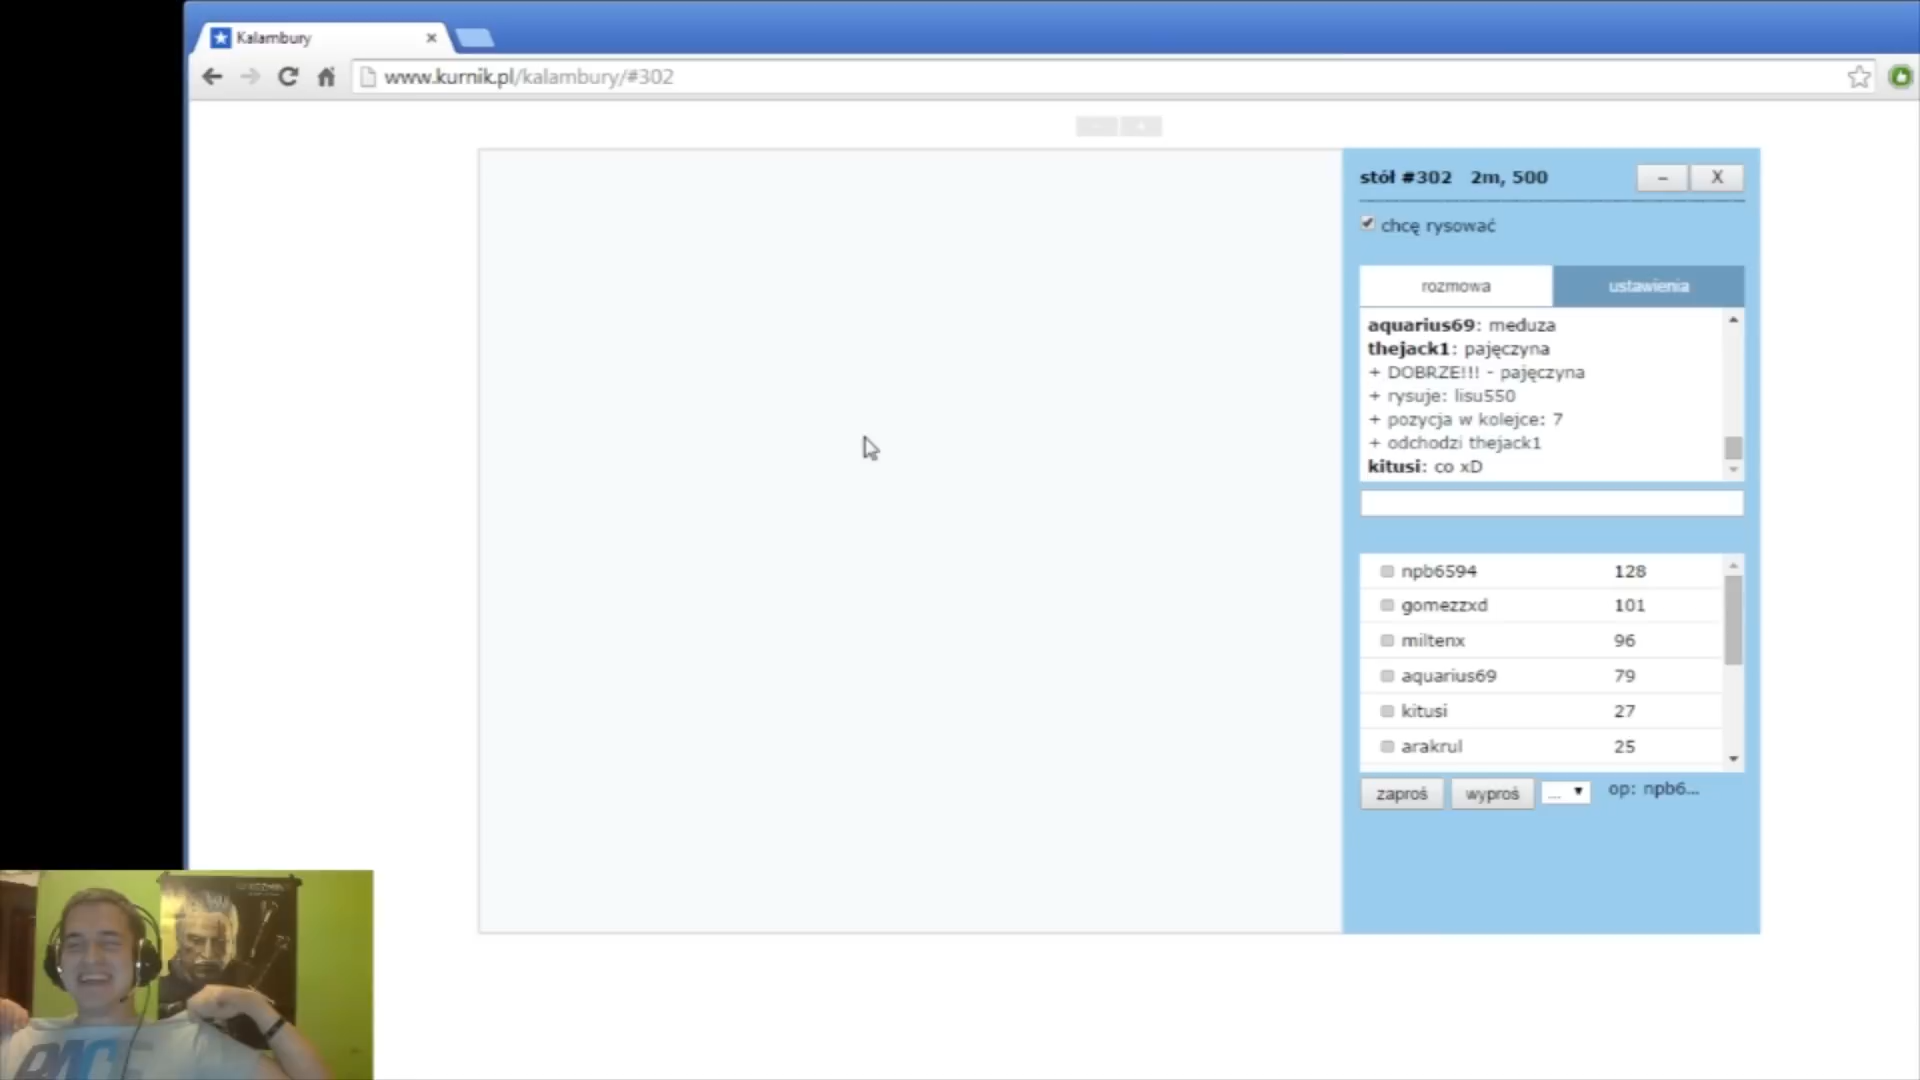 Kalambury
www.kurnik.pl/kalambury/#302
stół #302 2m, 500
– X
chcę rysować
rozmowa ustawienia
aquarius69: meduza
thejack1: pajęczyna
+ DOBRZE!!! - pajęczyna
+ rysuje: lisu550
+ pozycja w kolejce: 7
+ odchodzi thejack1
kitusi: co xD
npb6594 128
gomezzxd 101
miltenx 96
aquarius69 79
kitusi 27
arakrul 25
zaproś wyproś ... op: npb6...